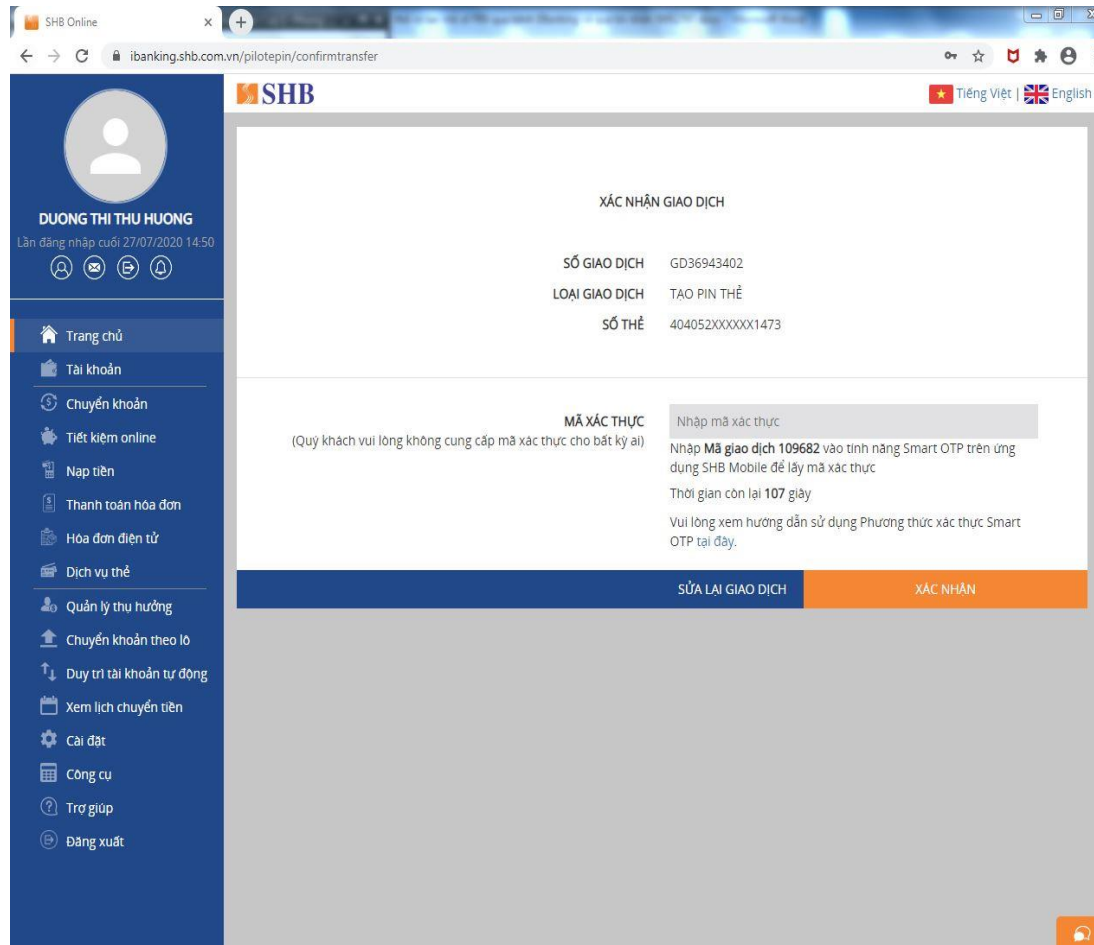 SHB Online
ibanking.shb.com.vn/pilotepin/confirmtransfer
SHB
Tiếng Việt | English
DUONG THI THU HUONG
Lần đăng nhập cuối 27/07/2020 14:50
Trang chủ
Tài khoản
Chuyển khoản
Tiết kiệm online
Nạp tiền
Thanh toán hóa đơn
Hóa đơn điện tử
Dịch vụ thẻ
Quản lý thụ hưởng
Chuyển khoản theo lô
Duy trì tài khoản tự động
Xem lịch chuyển tiền
Cài đặt
Công cụ
Trợ giúp
Đăng xuất
XÁC NHẬN GIAO DỊCH
SỐ GIAO DỊCH GD36943402
LOẠI GIAO DỊCH TẠO PIN THẺ
SỐ THẺ 404052XXXXXX1473
MÃ XÁC THỰC
(Quý khách vui lòng không cung cấp mã xác thực cho bất kỳ ai)
Nhập mã xác thực
Nhập Mã giao dịch 109682 vào tính năng Smart OTP trên ứng
dụng SHB Mobile để lấy mã xác thực
Thời gian còn lại 107 giây
Vui lòng xem hướng dẫn sử dụng Phương thức xác thực Smart
OTP tại đây.
SỬA LẠI GIAO DỊCH
XÁC NHẬN